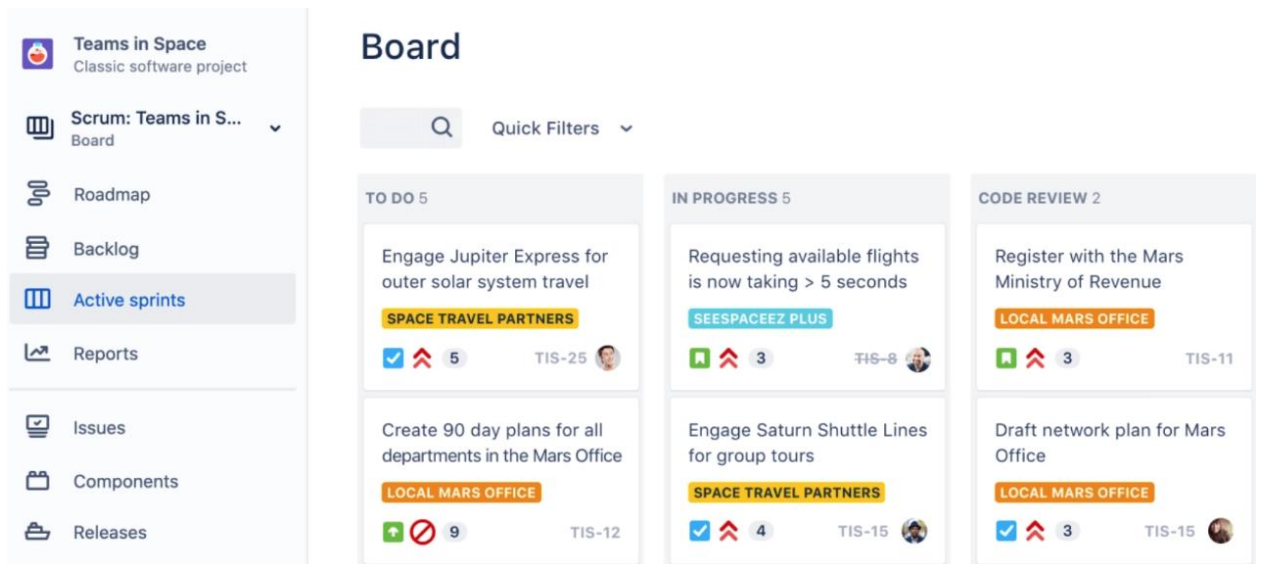 Teams in Space
Classic software project
Scrum: Teams in S...
Board
Roadmap
Backlog
Active sprints
Reports
Issues
Components
Releases
Board
Quick Filters
TO DO 5
Engage Jupiter Express for
outer solar system travel
SPACE TRAVEL PARTNERS
5 TIS-25
Create 90 day plans for all
departments in the Mars Office
LOCAL MARS OFFICE
9 TIS-12
IN PROGRESS 5
Requesting available flights
is now taking > 5 seconds
SEESPACEEZ PLUS
3 TIS-8
Engage Saturn Shuttle Lines
for group tours
SPACE TRAVEL PARTNERS
4 TIS-15
CODE REVIEW 2
Register with the Mars
Ministry of Revenue
LOCAL MARS OFFICE
3 TIS-11
Draft network plan for Mars
Office
LOCAL MARS OFFICE
3 TIS-15